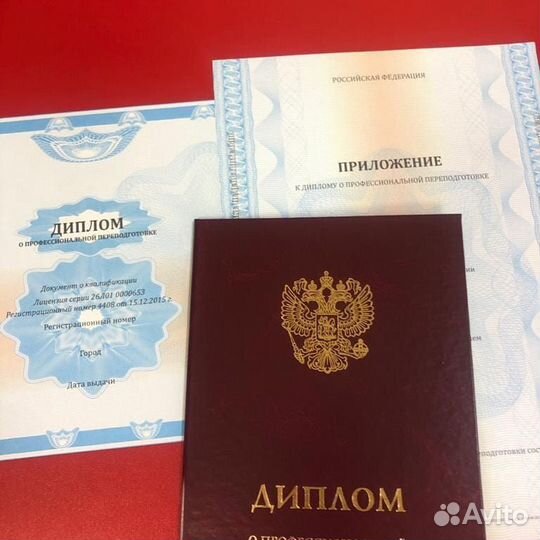 ДИПЛОМ
О ПРОФЕССИОНАЛЬНОЙ ПЕРЕПОДГОТОВКЕ
Документ о квалификации
Лицензия серии 26Л01 0000653
Регистрационный номер 4408 от 15.12.2015 г.
Регистрационный номер
Город
Дата выдачи
РОССИЙСКАЯ ФЕДЕРАЦИЯ
ПРИЛОЖЕНИЕ
К ДИПЛОМУ О ПРОФЕССИОНАЛЬНОЙ ПЕРЕПОДГОТОВКЕ
ДИПЛОМ
Avito